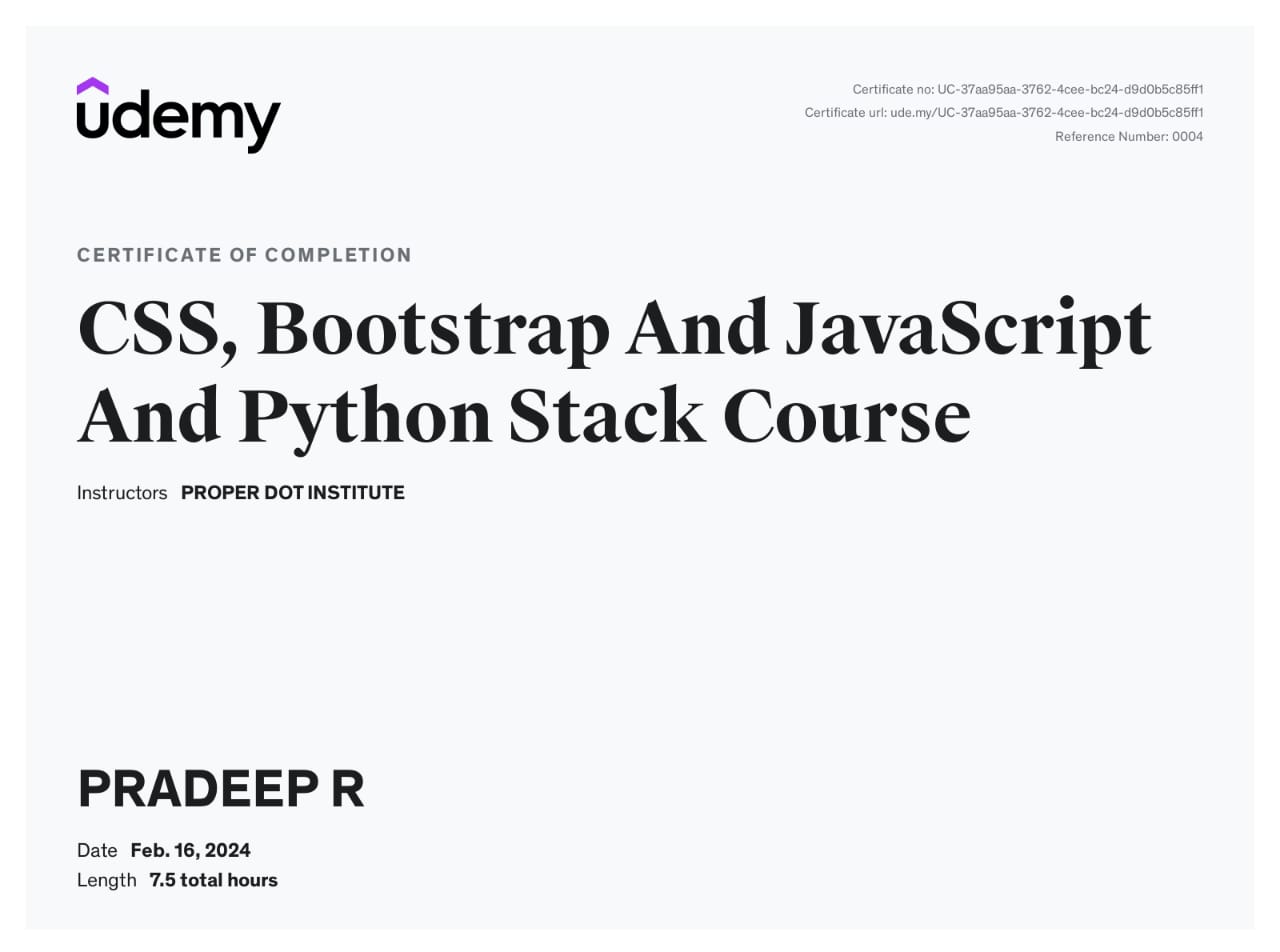 udemy
Certificate no: UC-37aa95aa-3762-4cee-bc24-d9d0b5c85ff1
Certificate url: ude.my/UC-37aa95aa-3762-4cee-bc24-d9d0b5c85ff1
Reference Number: 0004
CERTIFICATE OF COMPLETION
CSS, Bootstrap And JavaScript
And Python Stack Course
Instructors PROPER DOT INSTITUTE
PRADEEP R
Date Feb. 16, 2024
Length 7.5 total hours